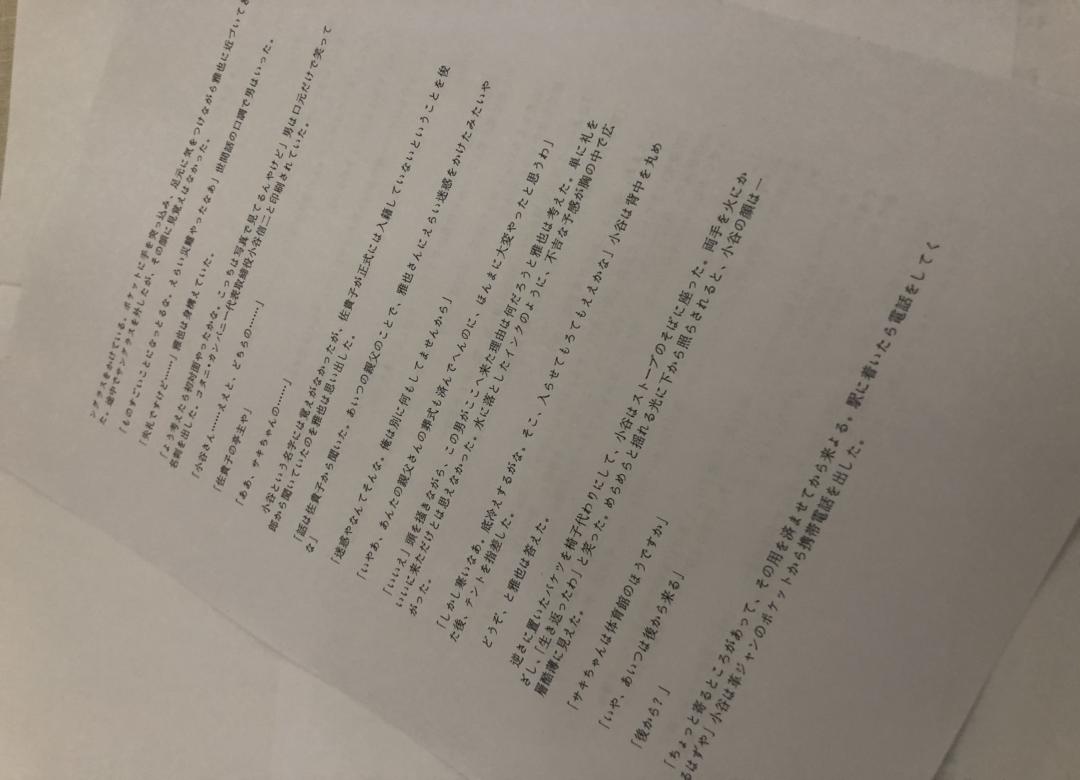 ングラスをかけている。ポケットに手を突っ込み、足元に気をつけながら雅也に近づいてき
た。途中でサングラスを外したが、その顔に見覚えはなかった。
「ものすごいことになっとるな。えらい災難やったなあ」世間話の口調で男はいった。
「失礼ですけど……」雅也は身構えていた。
「よう考えたら初対面やったかな。こっちは写真で見てるんやけど」男は口元だけで笑って
名刺を出した。コタニ・カンパニー代表取締役小谷信二と印刷されていた。
「小谷さん……ええと、どちらの……」
「佐貴子の亭主や」
「ああ、サキちゃんの……」
小谷という名字には覚えがなかったが、佐貴子が正式には入籍していないということを俊
郎から聞いていたのを雅也は思い出した。
「話は佐貴子から聞いた。あいつの親父のことで、雅也さんにえらい迷惑をかけたみたいや
な」
「迷惑やなんてそんな。俺は別に何もしてませんから」
「いやあ、あんたの親父さんの葬式も済んでへんのに、ほんまに大変やったと思うわ」
「いいえ」頭を掻きながら、この男がここへ来た理由は何だろうと雅也は考えた。単に礼を
いいに来ただけとは思えなかった。水に落としたインクのように、不吉な予感が胸の中で広
がった。
「しかし寒いなあ。底冷えするがな。そこ、入らせてもろてもええかな」小谷は背中を丸め
た後、テントを指差した。
どうぞ、と雅也は答えた。
逆さに置いたバケツを椅子代わりにして、小谷はストーブのそばに座った。両手を火にか
ざし、「生き返ったわ」と笑った。めらめらと揺れる光に下から照らされると、小谷の顔は一
層酷薄に見えた。
「サキちゃんは体育館のほうですか」
「いや、あいつは後から来る」
「後から?」
「ちょっと寄るところがあって、その用を済ませてから来よる。駅に着いたら電話をしてく
るはずや」小谷は革ジャンのポケットから携帯電話を出した。